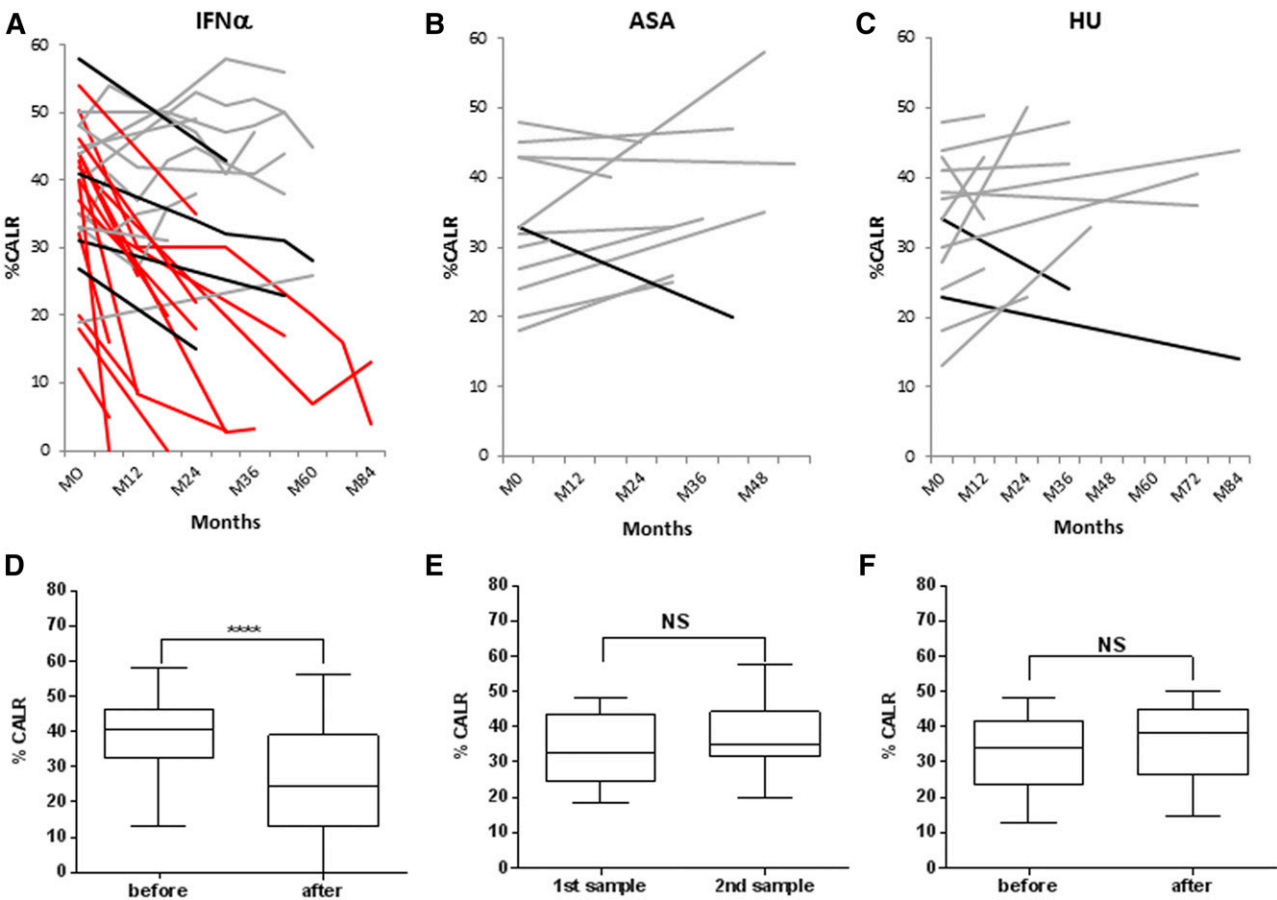 A IFNα
B ASA
C HU
%CALR
60
50
40
30
20
10
0
M0 M12 M24 M36 M60 M84
Months
%CALR
60
50
40
30
20
10
0
M0 M12 M24 M36 M48
Months
%CALR
60
50
40
30
20
10
0
M0 M12 M24 M36 M48 M60 M72 M84
Months
D
% CALR
80
70
60
50
40
30
20
10
0
****
before after
E
% CALR
80
70
60
50
40
30
20
10
0
NS
1st sample 2nd sample
F
% CALR
80
70
60
50
40
30
20
10
0
NS
before after